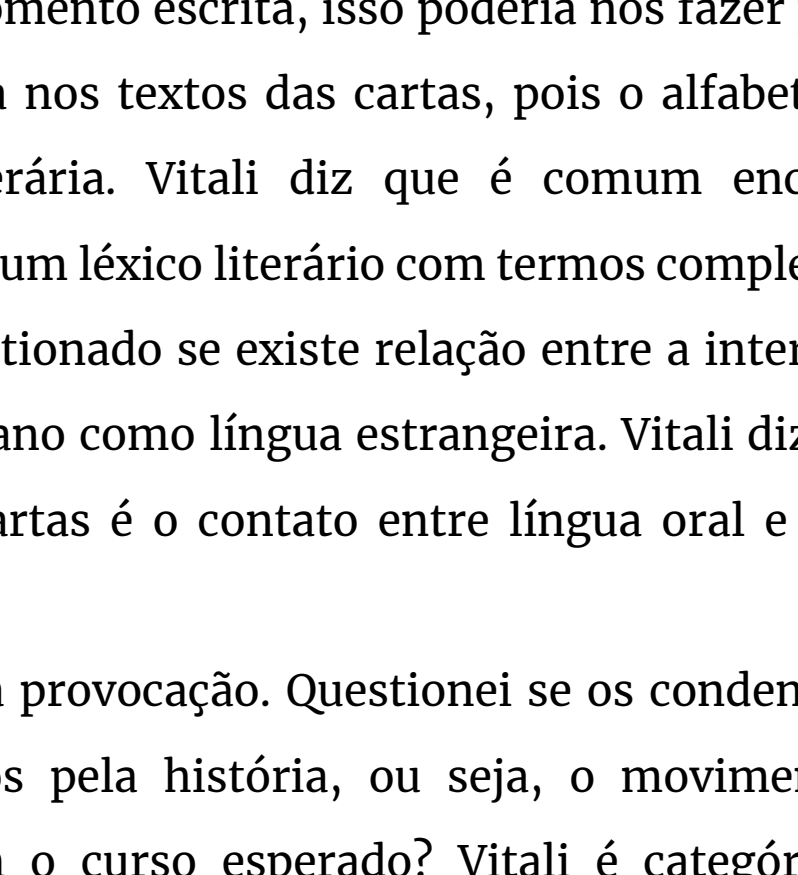 omento escrita, isso poderia nos fazer
nos textos das cartas, pois o alfabet
erária. Vitali diz que é comum enc
um léxico literário com termos comple
tionado se existe relação entre a inter
ano como língua estrangeira. Vitali diz
artas é o contato entre língua oral e
provocação. Questionei se os conden
os pela história, ou seja, o movimen
o curso esperado? Vitali é categór